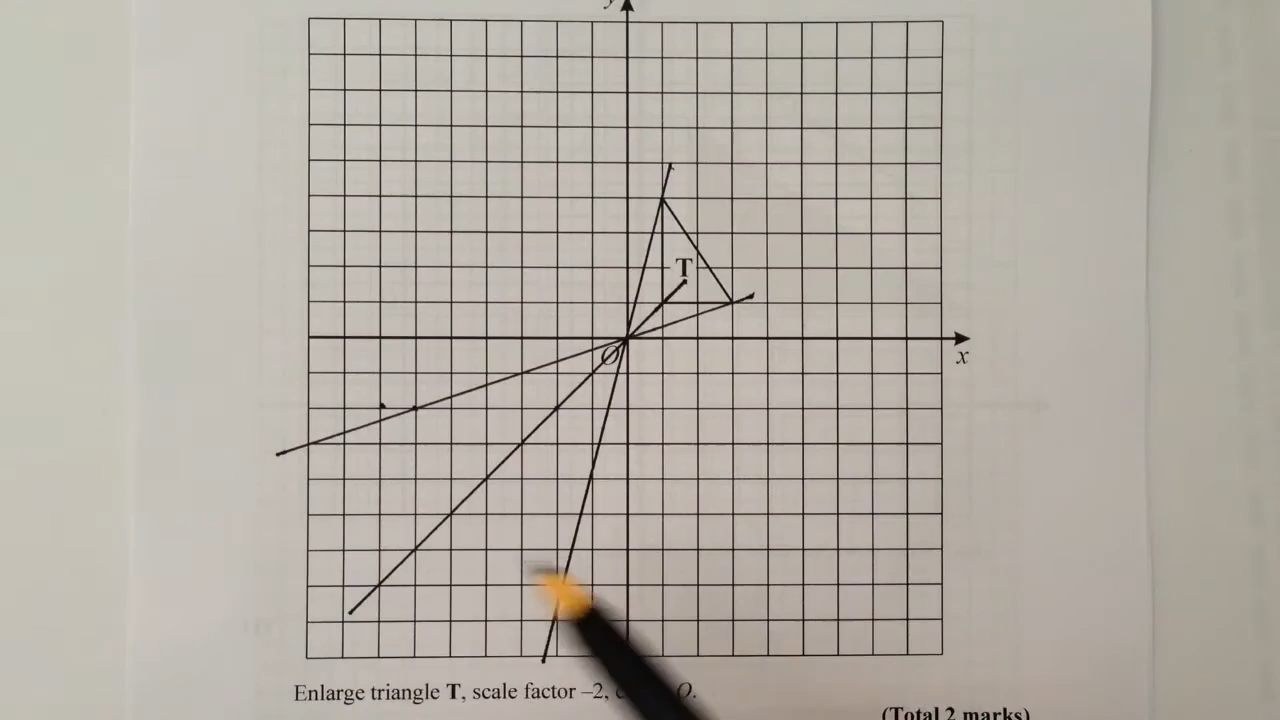 y
T
O
x
Enlarge triangle T, scale factor –2, O.
(Total 2 marks)